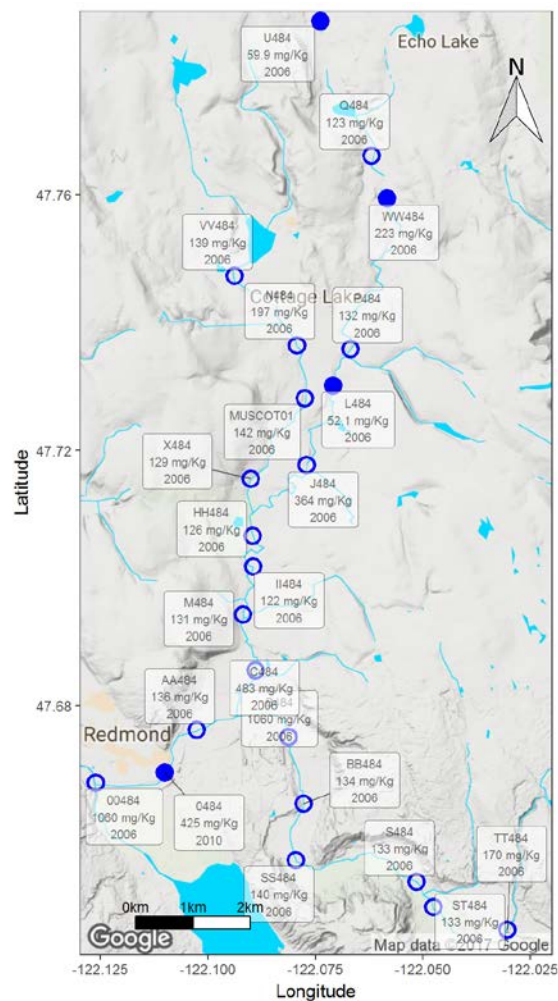 U484
59.9 mg/Kg
2006
Echo Lake
N
Q484
123 mg/Kg
2006
47.76
WW484
223 mg/Kg
2006
VV484
139 mg/Kg
2006
Cottage Lake
N484
197 mg/Kg
2006
P484
132 mg/Kg
2006
L484
52.1 mg/Kg
2006
MUSCOT01
142 mg/Kg
2006
47.72
X484
129 mg/Kg
2006
J484
364 mg/Kg
2006
HH484
126 mg/Kg
2006
II484
122 mg/Kg
2006
M484
131 mg/Kg
2006
Latitude
C484
483 mg/Kg
2006
484
1060 mg/Kg
2006
AA484
136 mg/Kg
2006
47.68
Redmond
BB484
134 mg/Kg
2006
00484
mg/Kg
2006
0484
425 mg/Kg
2010
S484
133 mg/Kg
2006
TT484
170 mg/Kg
2006
SS484
140 mg/Kg
2006
ST484
133 mg/Kg
2006
0km 1km 2km
Google
Map data ©2017 Google
-122.125 -122.100 -122.075 -122.050 -122.025
Longitude